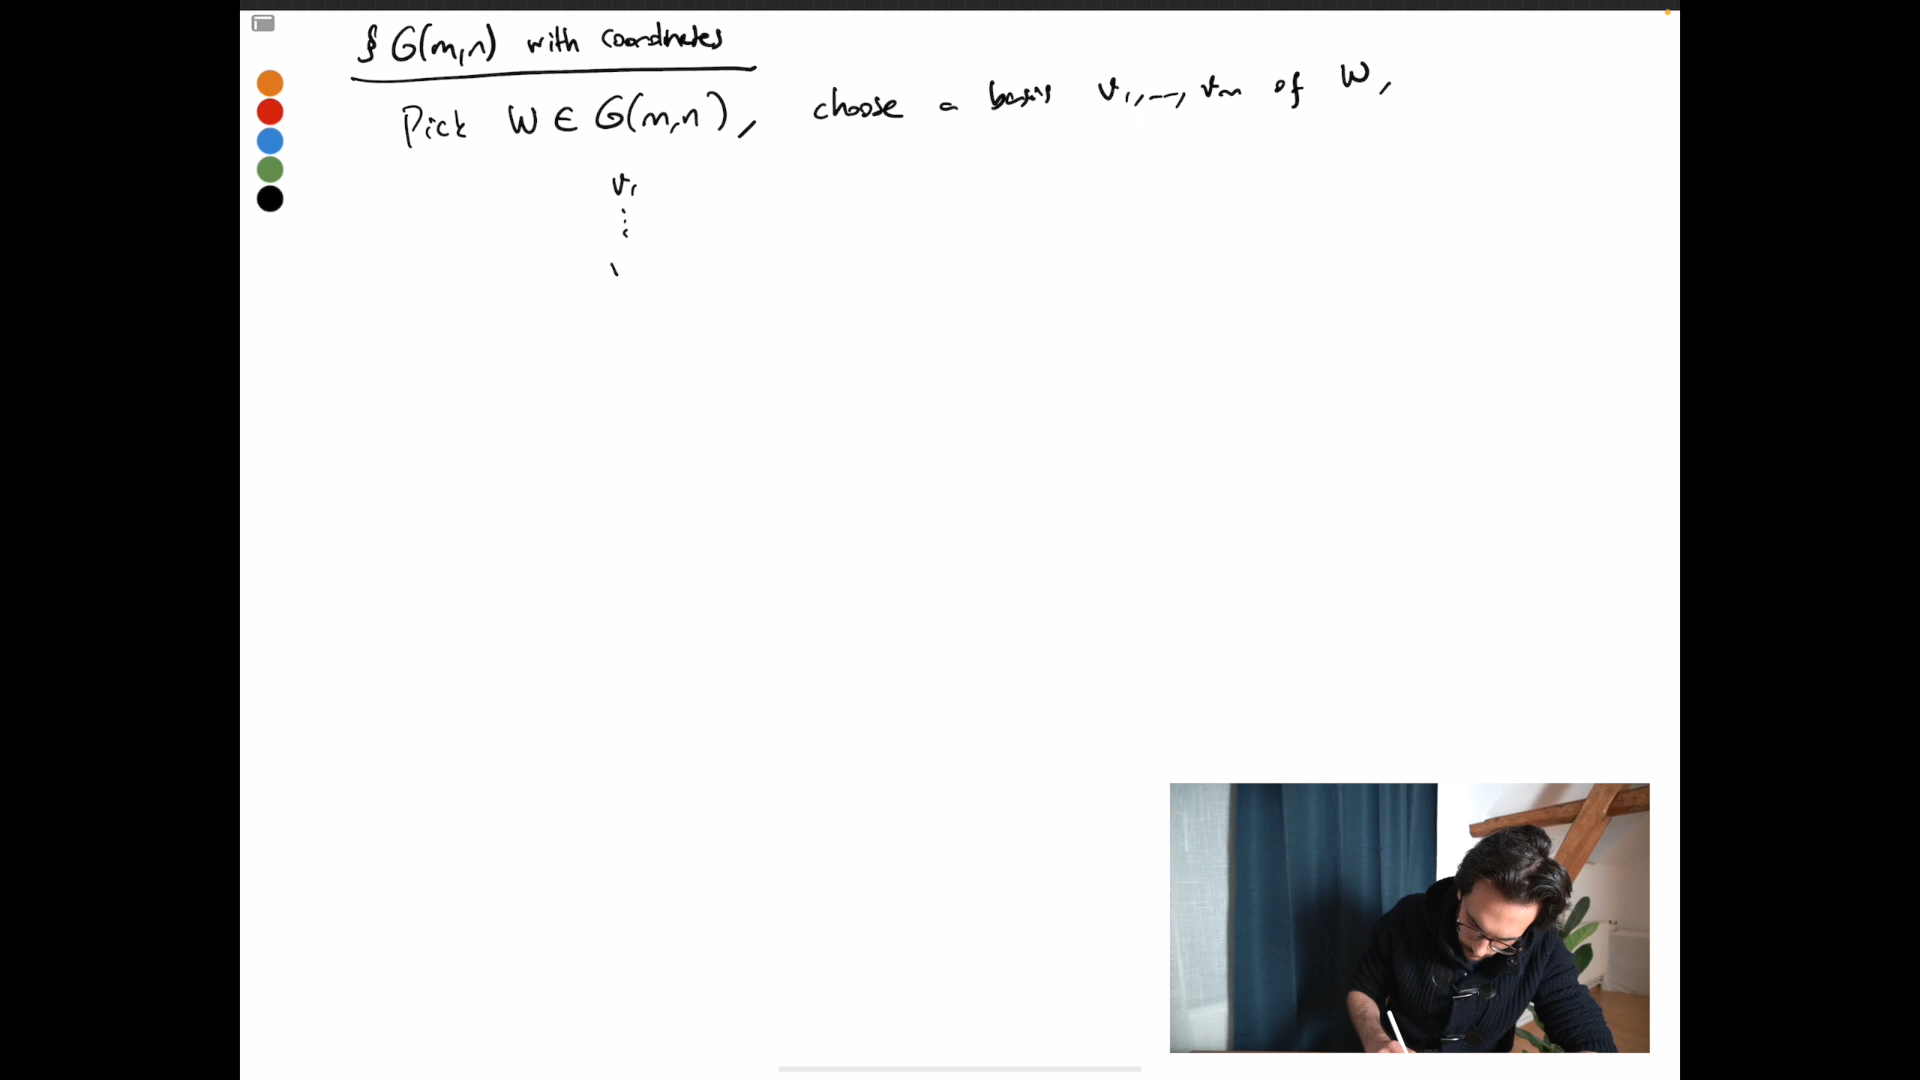 § G(m,n) with coordinates
Pick W ∈ G(m,n), choose a basis v₁,...,vₘ of W,
v₁
⋮